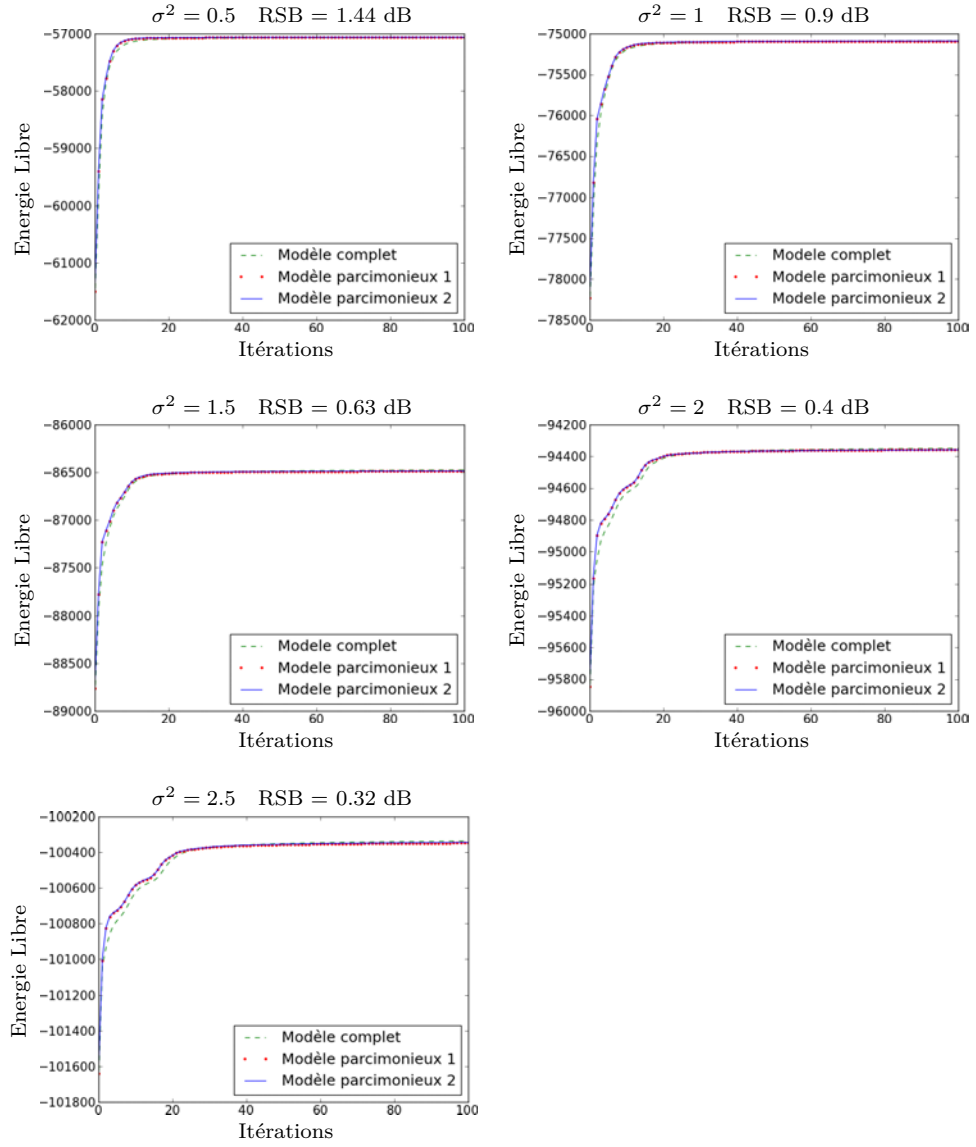 σ² = 0.5 RSB = 1.44 dB
−57000
−58000
−59000
−60000
−61000
−62000
Energie Libre
Modèle complet
Modèle parcimonieux 1
Modèle parcimonieux 2
0 20 40 60 80 100
Itérations
σ² = 1 RSB = 0.9 dB
−75000
−75500
−76000
−76500
−77000
−77500
−78000
−78500
Energie Libre
Modèle complet
Modele parcimonieux 1
Modele parcimonieux 2
0 20 40 60 80 100
Itérations
σ² = 1.5 RSB = 0.63 dB
−86000
−86500
−87000
−87500
−88000
−88500
−89000
Energie Libre
Modele complet
Modele parcimonieux 1
Modele parcimonieux 2
0 20 40 60 80 100
Itérations
σ² = 2 RSB = 0.4 dB
−94200
−94400
−94600
−94800
−95000
−95200
−95400
−95600
−95800
−96000
Energie Libre
Modèle complet
Modèle parcimonieux 1
Modèle parcimonieux 2
0 20 40 60 80 100
Itérations
σ² = 2.5 RSB = 0.32 dB
−100200
−100400
−100600
−100800
−101000
−101200
−101400
−101600
−101800
Energie Libre
Modèle complet
Modèle parcimonieux 1
Modèle parcimonieux 2
0 20 40 60 80 100
Itérations